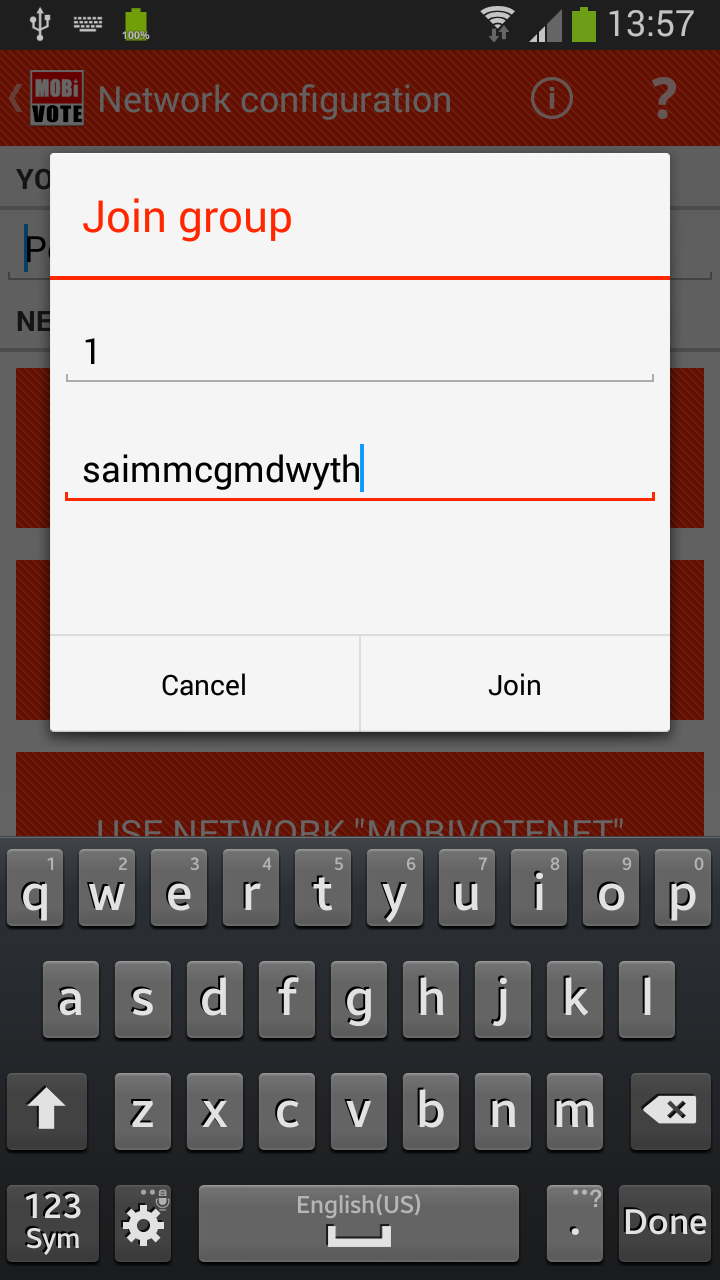 100%
13:57
MOBi
VOTE
Network configuration
i
?
YO
Join group
NE
1
saimmcgmdwyth
Cancel
Join
USE NETWORK "MOBIVOTENET"
1 2 3 4 5 6 7 8 9 0
q w e r t y u i o p
a s d f g h j k l
z x c v b n m
123
Sym
English(US)
. ?
Done